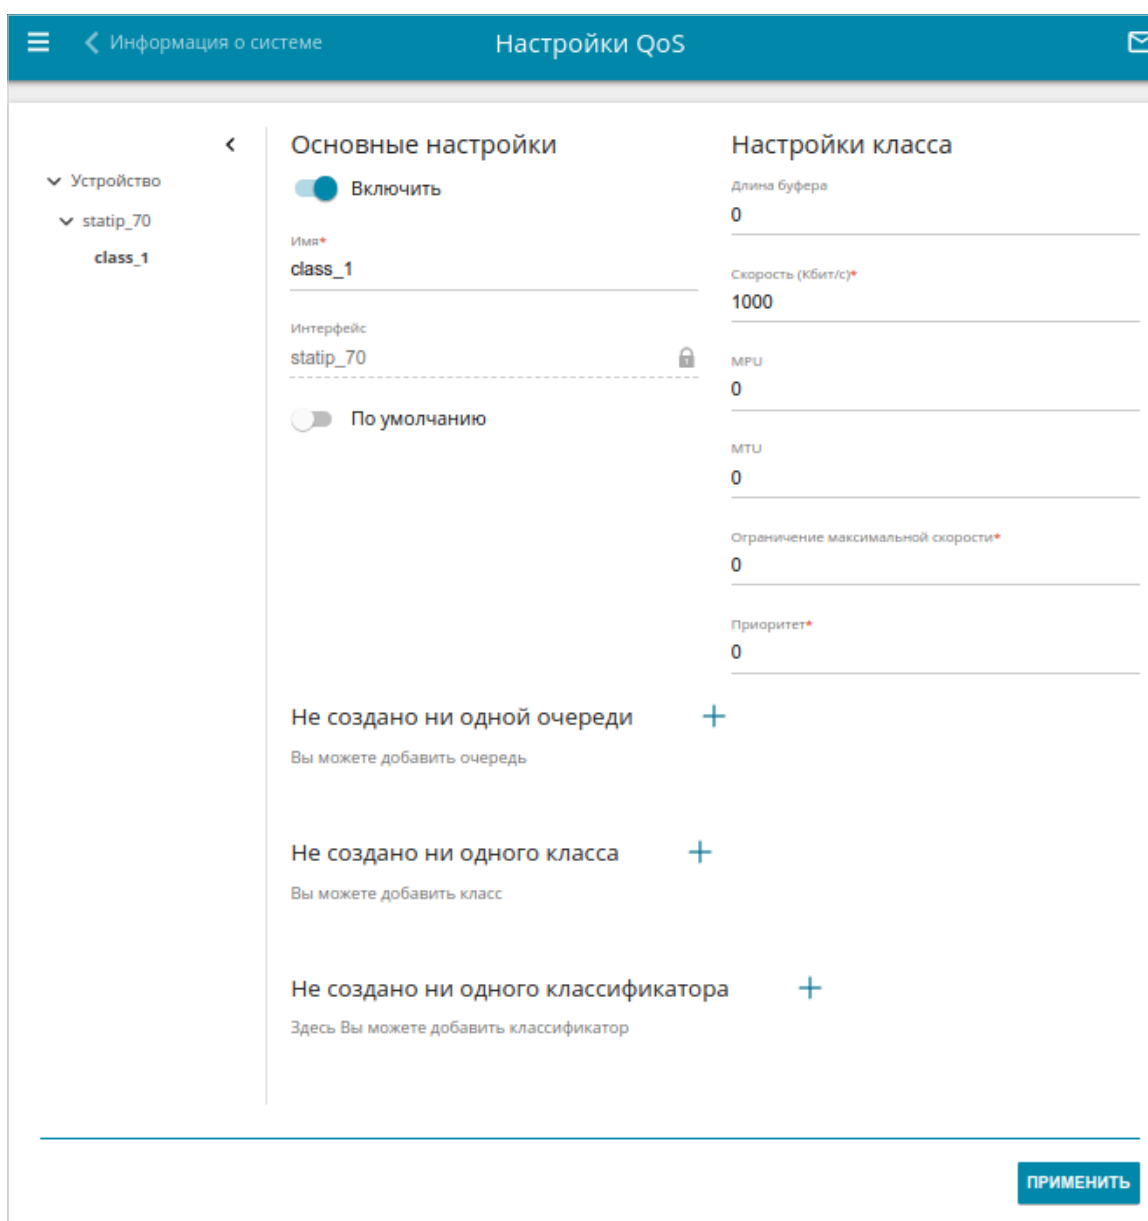 Информация о системе
Настройки QoS
Устройство
statip_70
class_1
Основные настройки
Включить
Имя*
class_1
Интерфейс
statip_70
По умолчанию
Настройки класса
Длина буфера
0
Скорость (Кбит/с)*
1000
MPU
0
MTU
0
Ограничение максимальной скорости*
0
Приоритет*
0
Не создано ни одной очереди
Вы можете добавить очередь
Не создано ни одного класса
Вы можете добавить класс
Не создано ни одного классификатора
Здесь Вы можете добавить классификатор
ПРИМЕНИТЬ